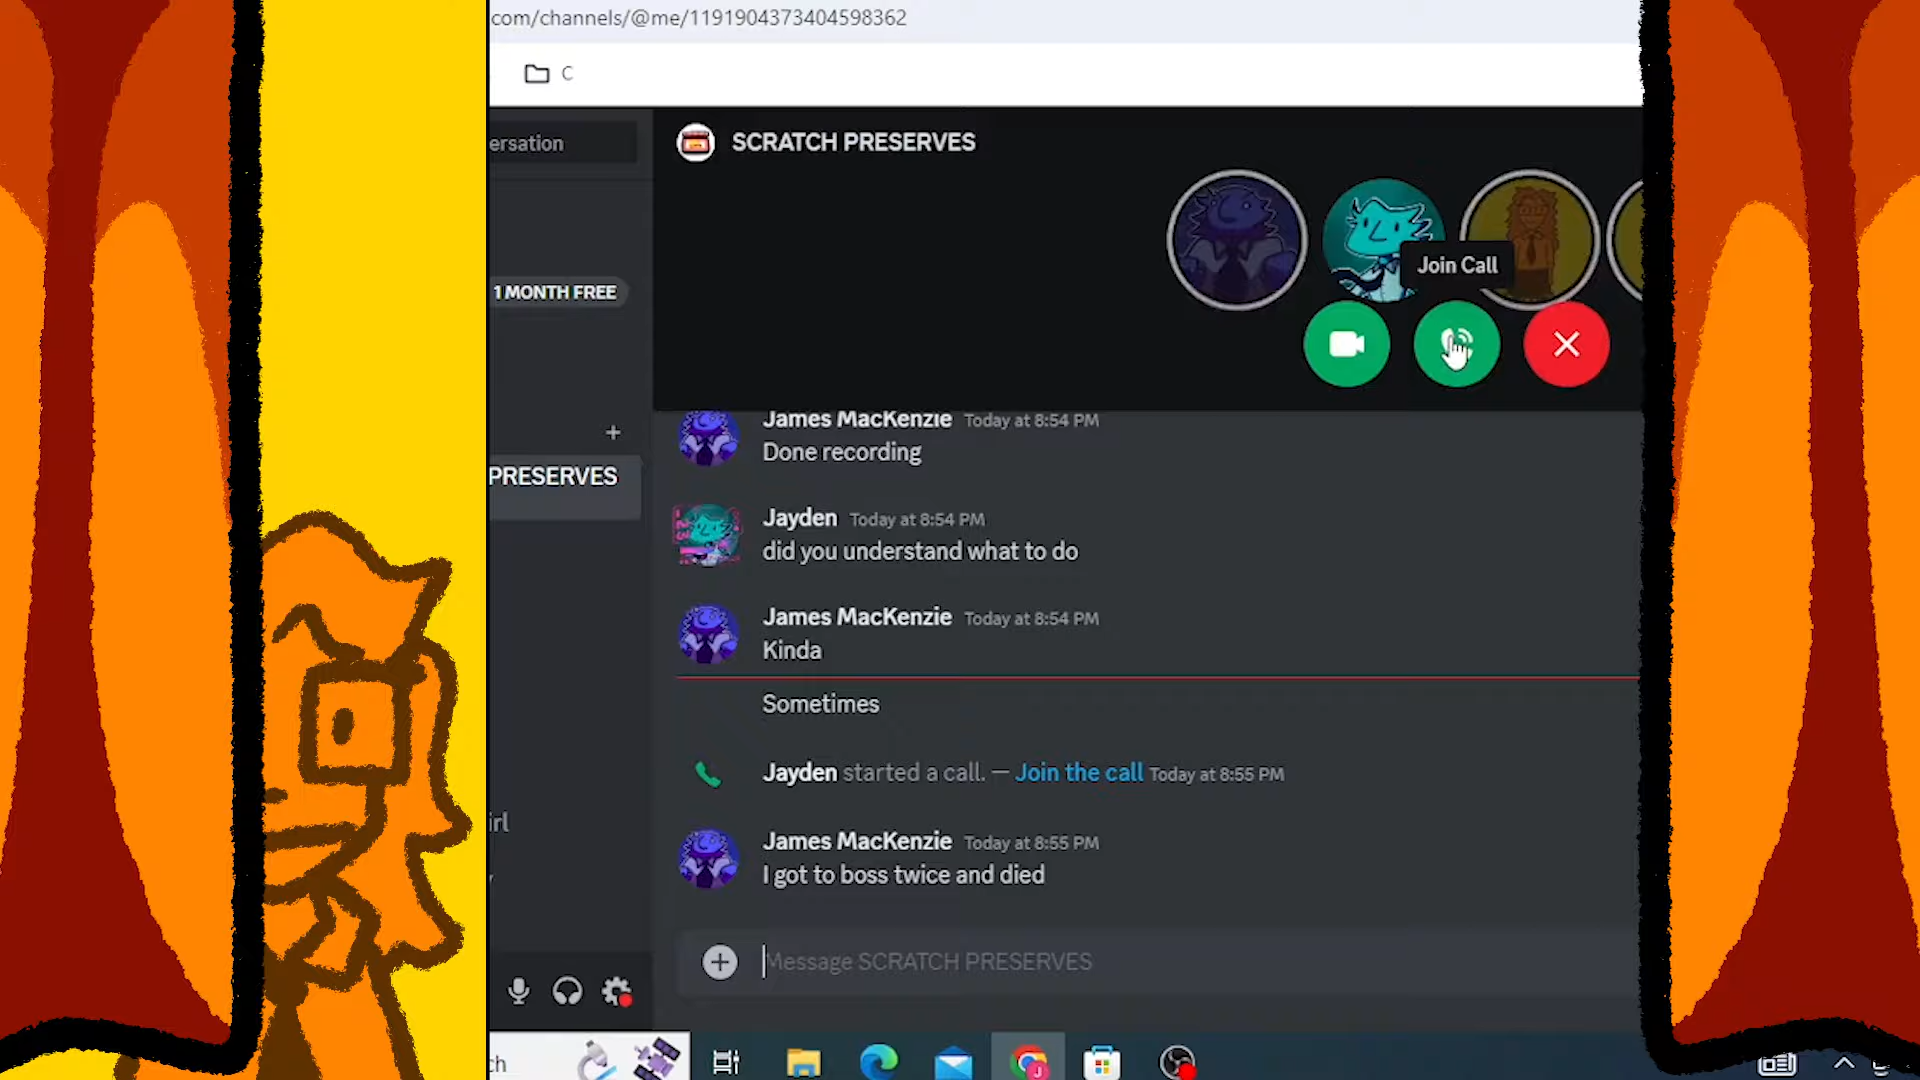 com/channels/@me/1191904373404598362
C
ersation
SCRATCH PRESERVES
Join Call
1 MONTH FREE
PRESERVES
James MacKenzie Today at 8:54 PM
Done recording
Jayden Today at 8:54 PM
did you understand what to do
James MacKenzie Today at 8:54 PM
Kinda
Sometimes
Jayden started a call. — Join the call Today at 8:55 PM
irl
James MacKenzie Today at 8:55 PM
I got to boss twice and died
Message SCRATCH PRESERVES
ch
J